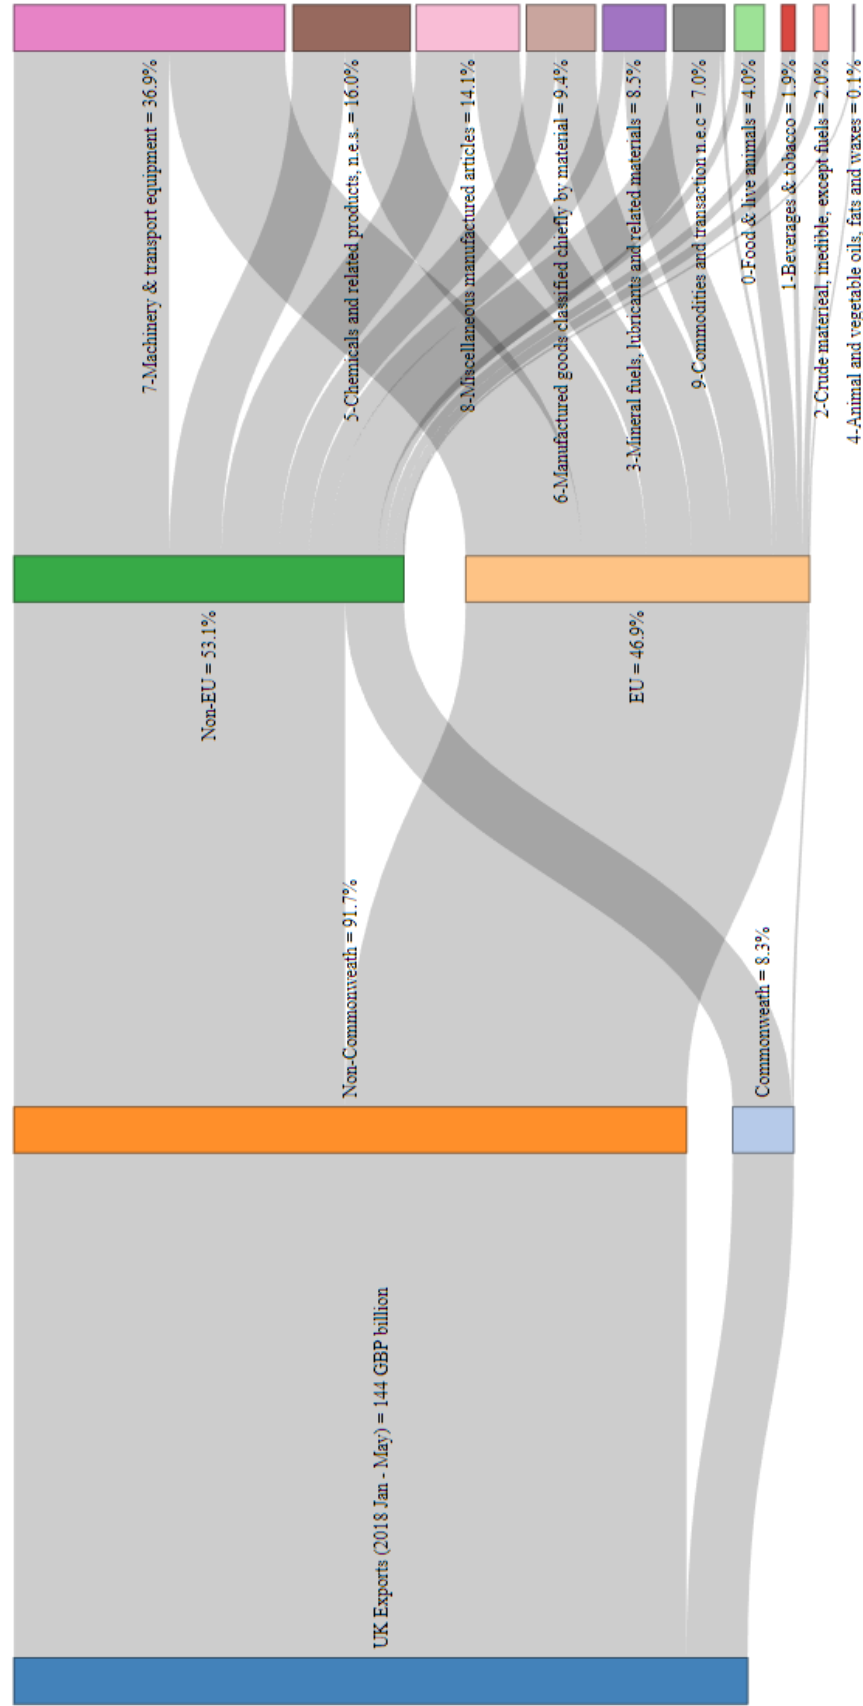 UK Exports (2018 Jan - May) = 144 GBP billion
Non-Commonweath = 91.7%
Commonweath = 8.3%
Non-EU = 53.1%
EU = 46.9%
7-Machinery & transport equipment = 36.9%
5-Chemicals and related products, n.e.s. = 16.0%
8-Miscellaneous manufactured articles = 14.1%
6-Manufactured goods classified chiefly by material = 9.4%
3-Mineral fuels, lubricants and related materials = 8.5%
9-Commodities and transaction n.e.c = 7.0%
0-Food & live animals = 4.0%
1-Beverages & tobacco = 1.9%
2-Crude materieal, inedible, except fuels = 2.0%
4-Animal and vegetable oils, fats and waxes = 0.1%